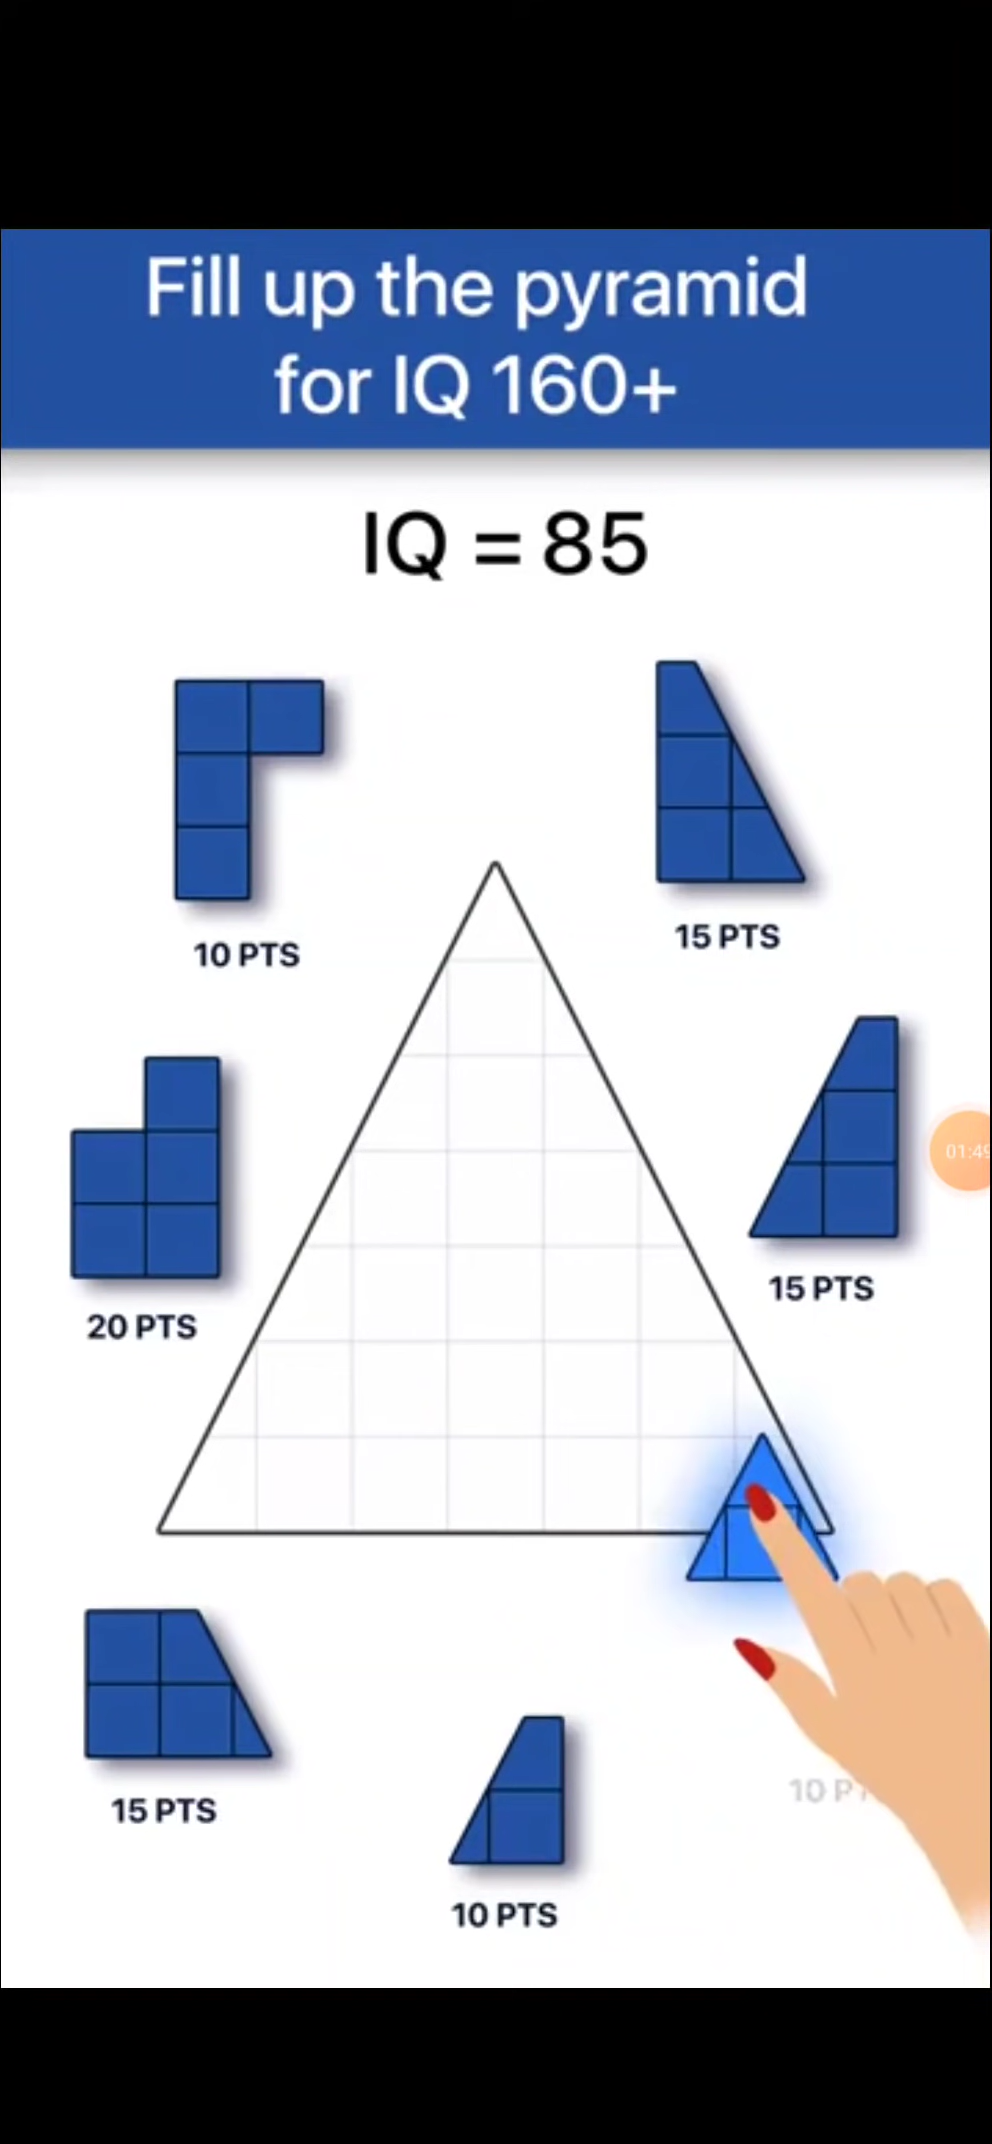 Fill up the pyramid
for IQ 160+
IQ = 85
10 PTS
15 PTS
20 PTS
15 PTS
15 PTS
10 PTS
10